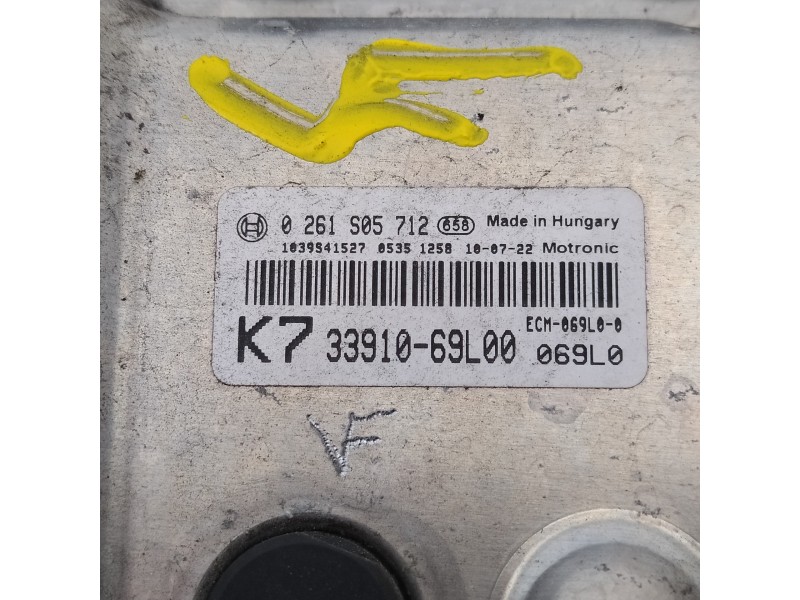 0 261 S05 712 658 Made in Hungary
1039S41527 0535 1258 10-07-22 Motronic
ECM-069L0-0
K7 33910-69L00 069L0
VF